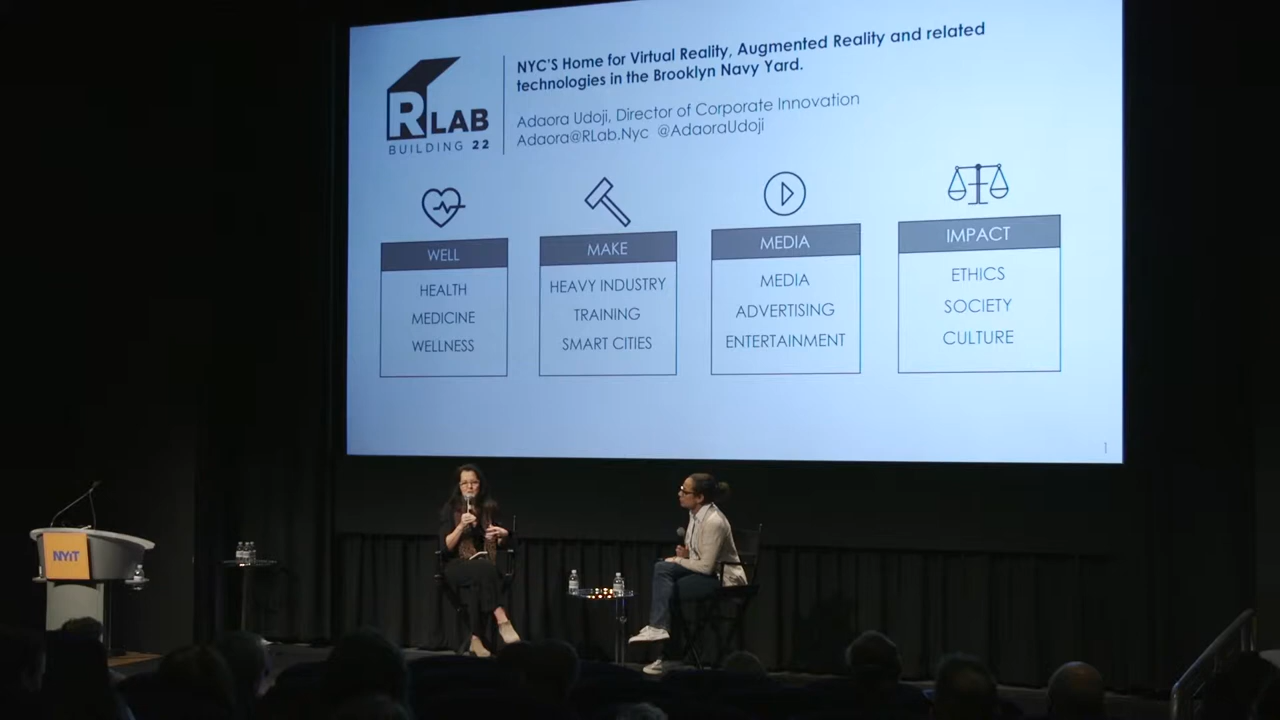 NYC'S Home for Virtual Reality, Augmented Reality and related
technologies in the Brooklyn Navy Yard.
RLAB
BUILDING 22
Adaora Udoji, Director of Corporate Innovation
Adaora@RLab.Nyc @AdaoraUdoji
WELL
HEALTH
MEDICINE
WELLNESS
MAKE
HEAVY INDUSTRY
TRAINING
SMART CITIES
MEDIA
MEDIA
ADVERTISING
ENTERTAINMENT
IMPACT
ETHICS
SOCIETY
CULTURE
1
NYIT